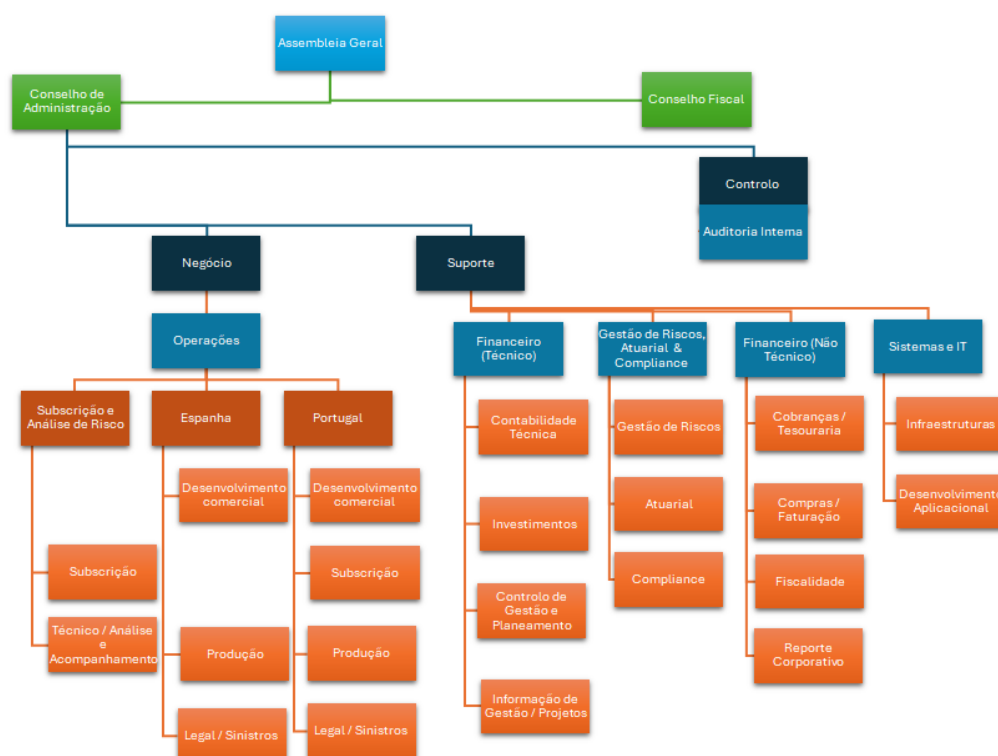 Assembleia Geral
Conselho de
Administração
Conselho Fiscal
Controlo
Auditoria Interna
Negócio
Suporte
Operações
Financeiro
(Técnico)
Gestão de Riscos,
Atuarial &
Compliance
Financeiro (Não
Técnico)
Sistemas e IT
Subscrição e
Análise de Risco
Espanha
Portugal
Subscrição
Técnico / Análise
e
Acompanhamento
Desenvolvimento
comercial
Produção
Legal / Sinistros
Desenvolvimento
comercial
Subscrição
Produção
Legal / Sinistros
Contabilidade
Técnica
Investimentos
Controlo de
Gestão e
Planeamento
Informação de
Gestão / Projetos
Gestão de Riscos
Atuarial
Compliance
Cobranças /
Tesouraria
Compras /
Faturação
Fiscalidade
Reporte
Corporativo
Infraestruturas
Desenvolvimento
Aplicacional